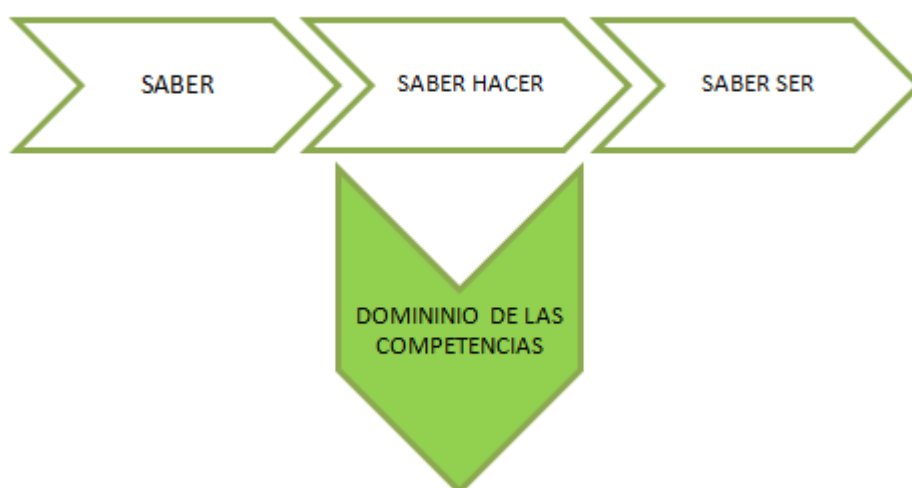 SABER
SABER HACER
SABER SER
DOMININIO DE LAS
COMPETENCIAS